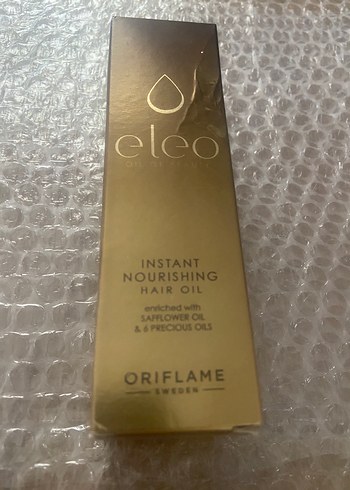 eleo
INSTANT
NOURISHING
HAIR OIL
enriched with
SAFFLOWER OIL
& 6 PRECIOUS OILS
ORIFLAME
SWEDEN